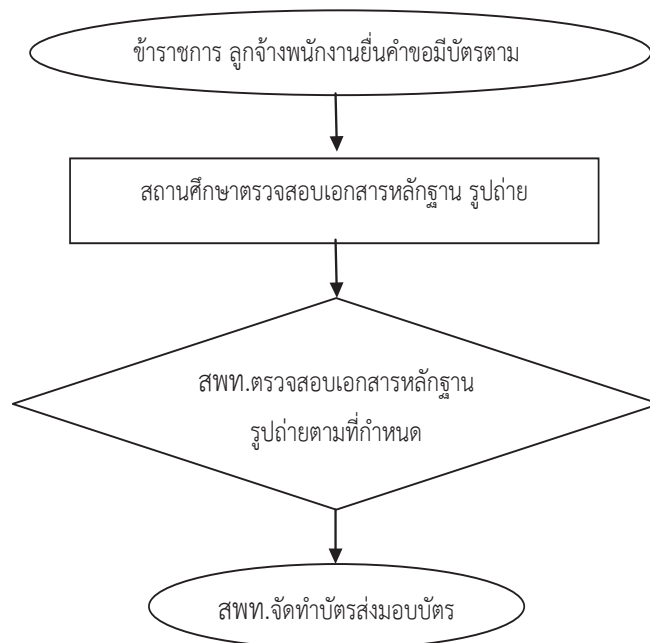 ข้าราชการ ลูกจ้างพนักงานยื่นคำขอมีบัตรตาม
สถานศึกษาตรวจสอบเอกสารหลักฐาน รูปถ่าย
สพท.ตรวจสอบเอกสารหลักฐาน
รูปถ่ายตามที่กำหนด
สพท.จัดทำบัตรส่งมอบบัตร